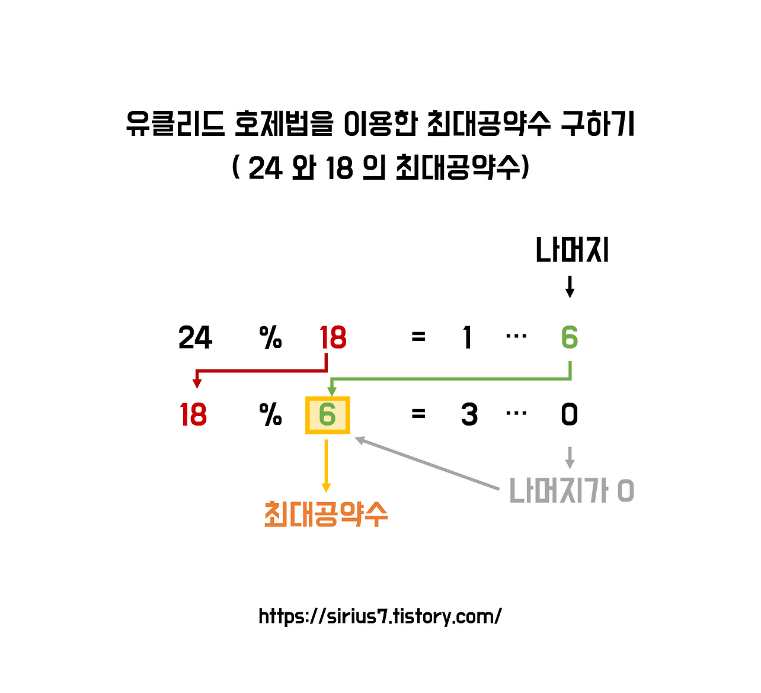 유클리드 호제법을 이용한 최대공약수 구하기
( 24 와 18 의 최대공약수)
나머지
24 % 18 = 1 ··· 6
18 % 6 = 3 ··· 0
나머지가 0
최대공약수
https://sirius7.tistory.com/